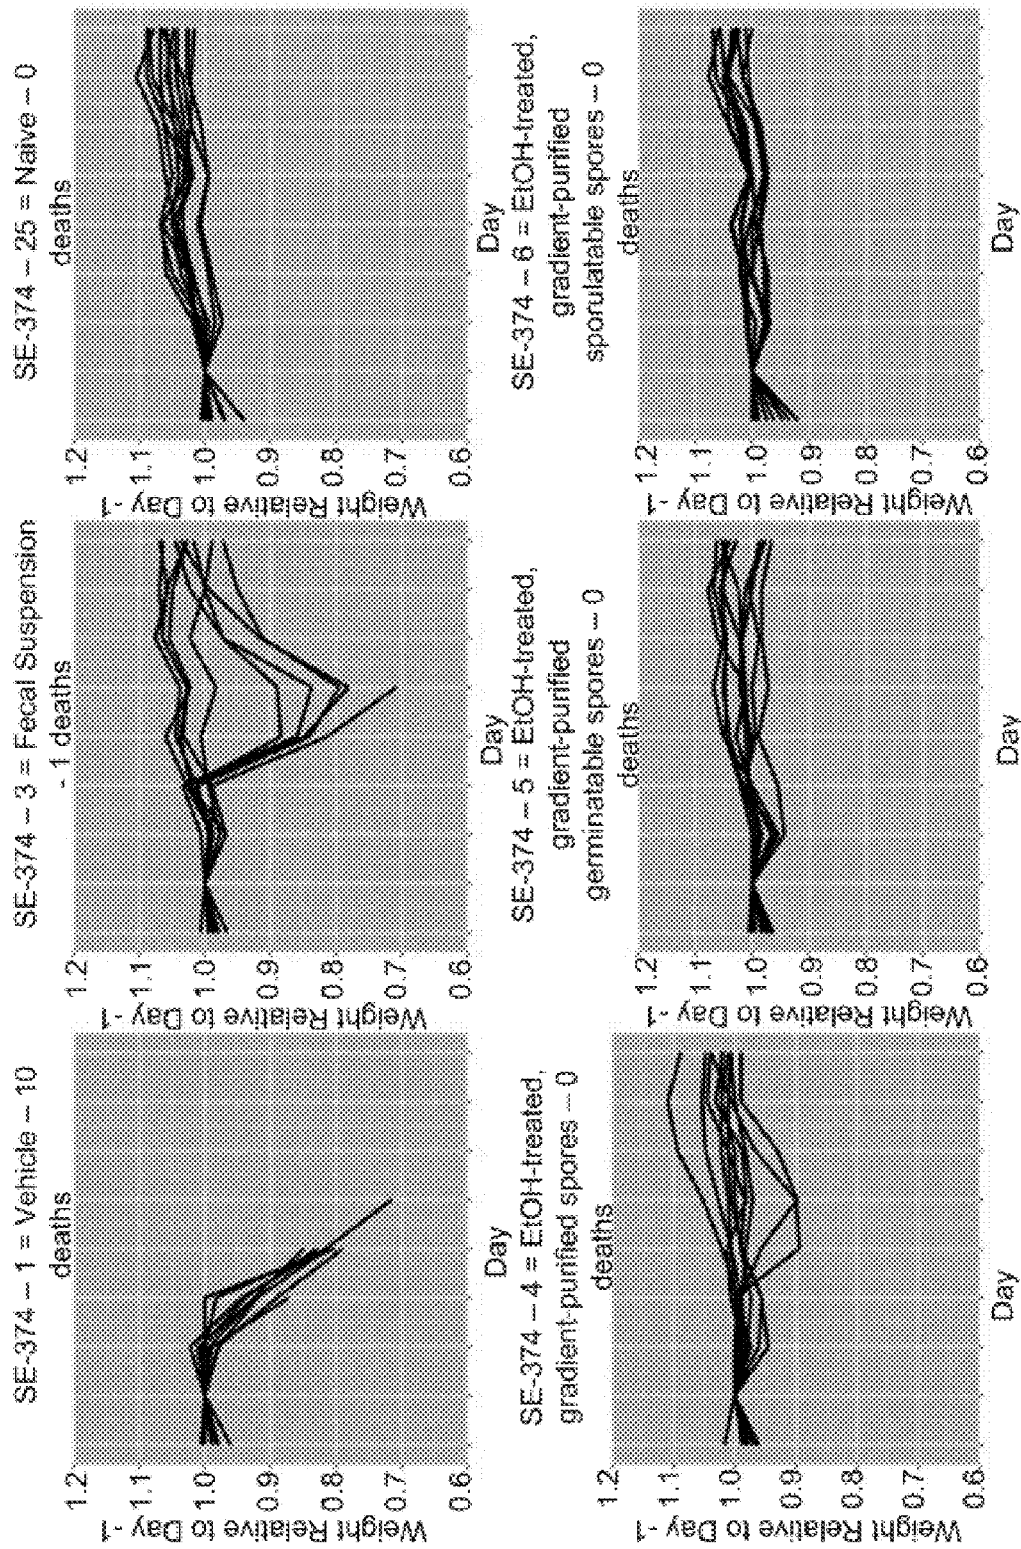 SE-374 – 1 = Vehicle – 10
deaths
Weight Relative to Day -1
1.2
1.1
1.0
0.9
0.8
0.7
0.6
Day
SE-374 – 3 = Fecal Suspension
- 1 deaths
Weight Relative to Day -1
1.2
1.1
1.0
0.9
0.8
0.7
0.6
Day
SE-374 – 25 = Naive – 0
deaths
Weight Relative to Day -1
1.2
1.1
1.0
0.9
0.8
0.7
0.6
Day
SE-374 – 4 = EtOH-treated,
gradient-purified spores – 0
deaths
Weight Relative to Day -1
1.2
1.1
1.0
0.9
0.8
0.7
0.6
Day
SE-374 – 5 = EtOH-treated,
gradient-purified
germinatable spores – 0
deaths
Weight Relative to Day -1
1.2
1.1
1.0
0.9
0.8
0.7
0.6
Day
SE-374 – 6 = EtOH-treated,
gradient-purified
sporulatable spores – 0
deaths
Weight Relative to Day -1
1.2
1.1
1.0
0.9
0.8
0.7
0.6
Day